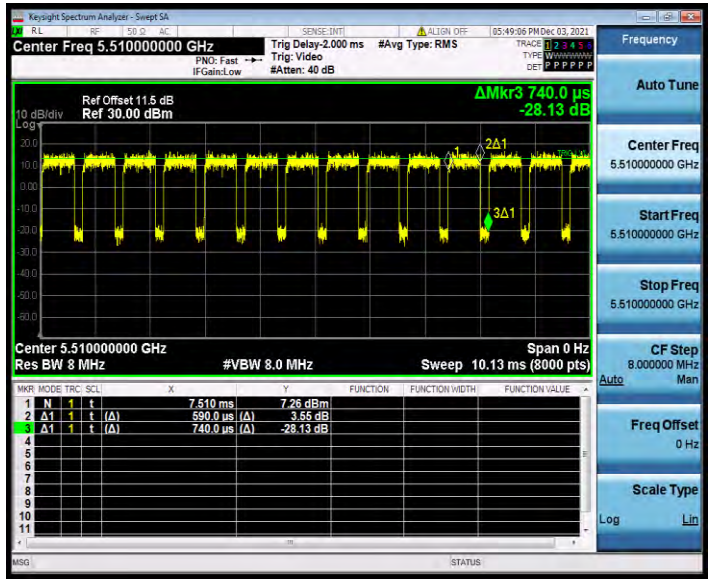 Keysight Spectrum Analyzer - Swept SA
RL RF 50 Ω AC SENSE:INT ALIGN OFF 05:49:06 PM Dec 03, 2021
Center Freq 5.510000000 GHz
PNO: Fast
IFGain:Low
Trig Delay-2.000 ms
Trig: Video
#Atten: 40 dB
#Avg Type: RMS
TRACE 1 2 3 4 5 6
TYPE
DET P P P P P P
ΔMkr3 740.0 µs
-28.13 dB
10 dB/div
Log
Ref Offset 11.5 dB
Ref 30.00 dBm
20.0
10.0
0.00
-10.0
-20.0
-30.0
-40.0
-50.0
-60.0
1
2Δ1
3Δ1
Center 5.510000000 GHz Span 0 Hz
Res BW 8 MHz #VBW 8.0 MHz Sweep 10.13 ms (8000 pts)
MKR MODE TRC SCL X Y FUNCTION FUNCTION WIDTH FUNCTION VALUE
1 N 1 t 7.510 ms 7.26 dBm
2 Δ1 1 t (Δ) 590.0 µs (Δ) 3.55 dB
3 Δ1 1 t (Δ) 740.0 µs (Δ) -28.13 dB
4
5
6
7
8
9
10
11
MSG STATUS
Frequency
Auto Tune
Center Freq
5.510000000 GHz
Start Freq
5.510000000 GHz
Stop Freq
5.510000000 GHz
CF Step
8.000000 MHz
Auto Man
Freq Offset
0 Hz
Scale Type
Log Lin